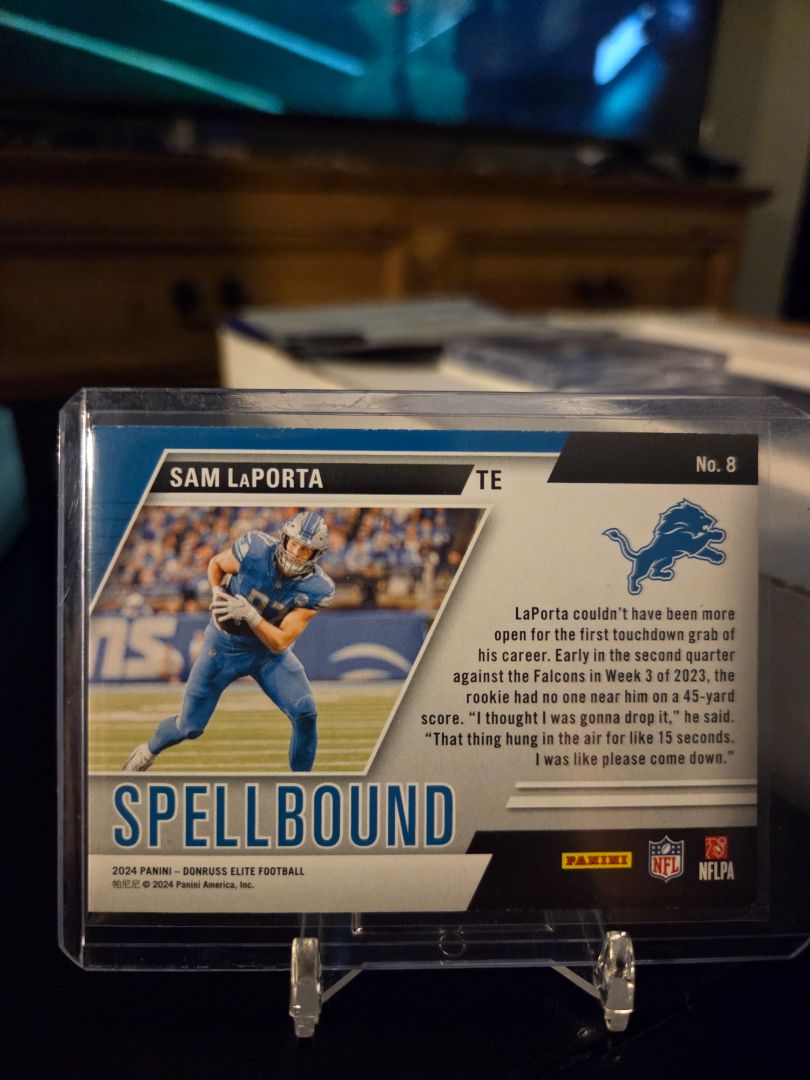 No. 8
SAM LaPORTA
TE
LaPorta couldn't have been more
open for the first touchdown grab of
his career. Early in the second quarter
against the Falcons in Week 3 of 2023, the
rookie had no one near him on a 45-yard
score. “I thought I was gonna drop it,” he said.
“That thing hung in the air for like 15 seconds.
I was like please come down.”
ns
SPELLBOUND
2024 PANINI – DONRUSS ELITE FOOTBALL
帕尼尼 © 2024 Panini America, Inc.
PANINI
NFL
NFLPA